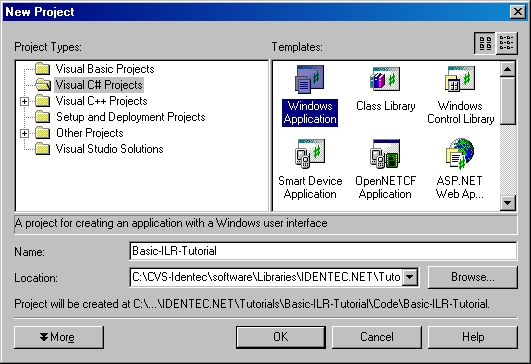 New Project
Project Types:
Templates:
Visual Basic Projects
Visual C# Projects
Visual C++ Projects
Setup and Deployment Projects
Other Projects
Visual Studio Solutions
Windows
Application
Class Library
Windows
Control Library
Smart Device
Application
OpenNETCF
Application
ASP.NET
Web Ap...
A project for creating an application with a Windows user interface
Name:
Basic-ILR-Tutorial
Location:
C:\CVS-Identec\software\Libraries\IDENTEC.NET\Tuto
Browse...
Project will be created at C:\...\IDENTEC.NET\Tutorials\Basic-ILR-Tutorial\Code\Basic-ILR-Tutorial.
More
OK
Cancel
Help